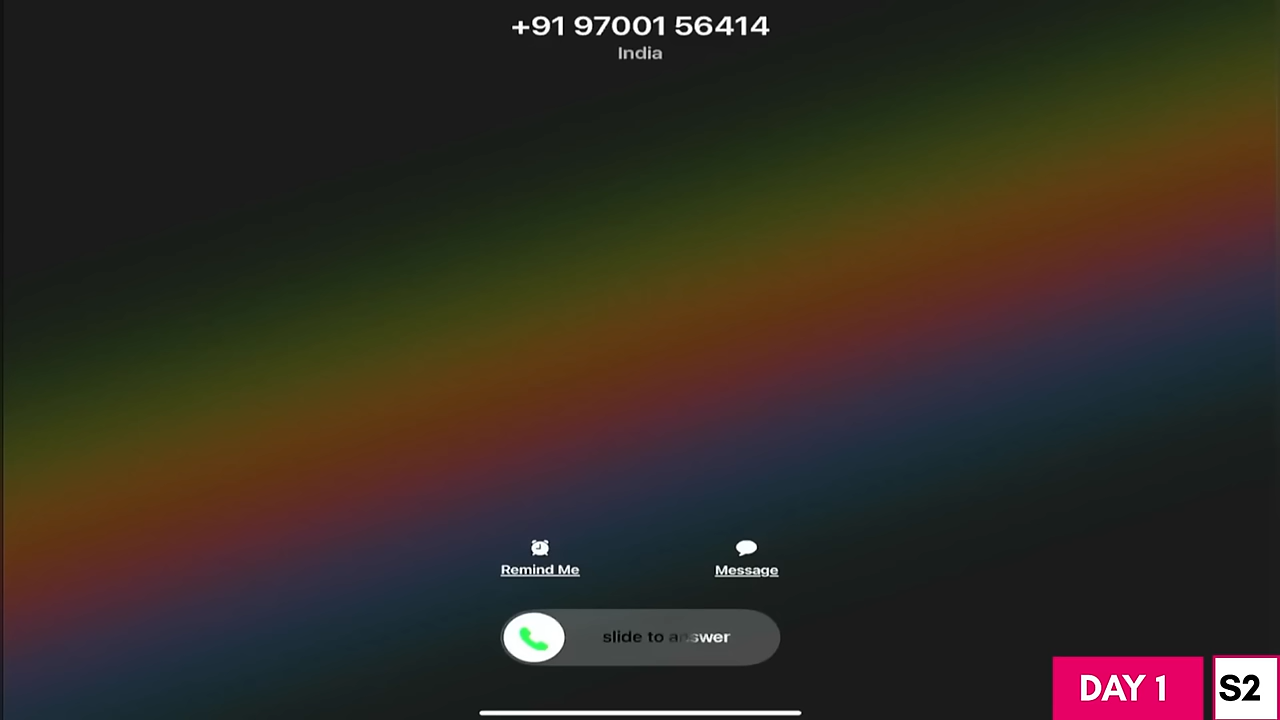 +91 97001 56414
India
Remind Me
Message
slide to answer
DAY 1
S2